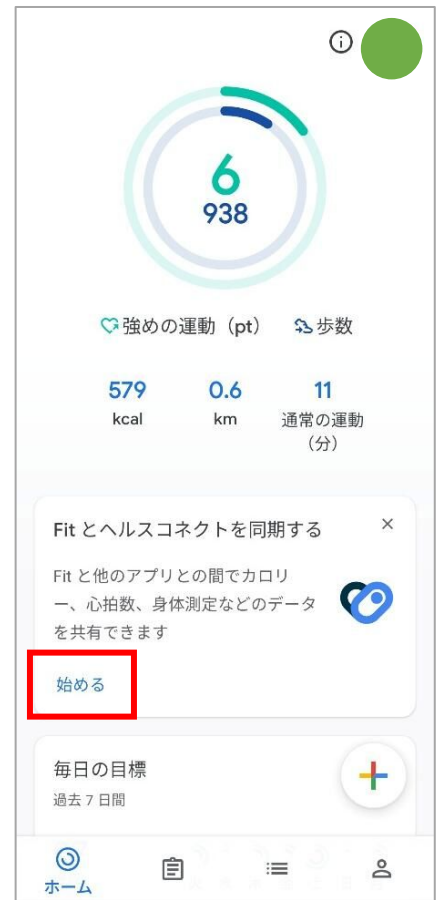 6
938
強めの運動（pt） 歩数
579 0.6 11
kcal km 通常の運動
（分）
Fit とヘルスコネクトを同期する ×
Fit と他のアプリとの間でカロリ
ー、心拍数、身体測定などのデータ
を共有できます
始める
毎日の目標
過去 7 日間
ホーム